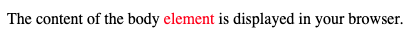 The content of the body element is displayed in your browser.